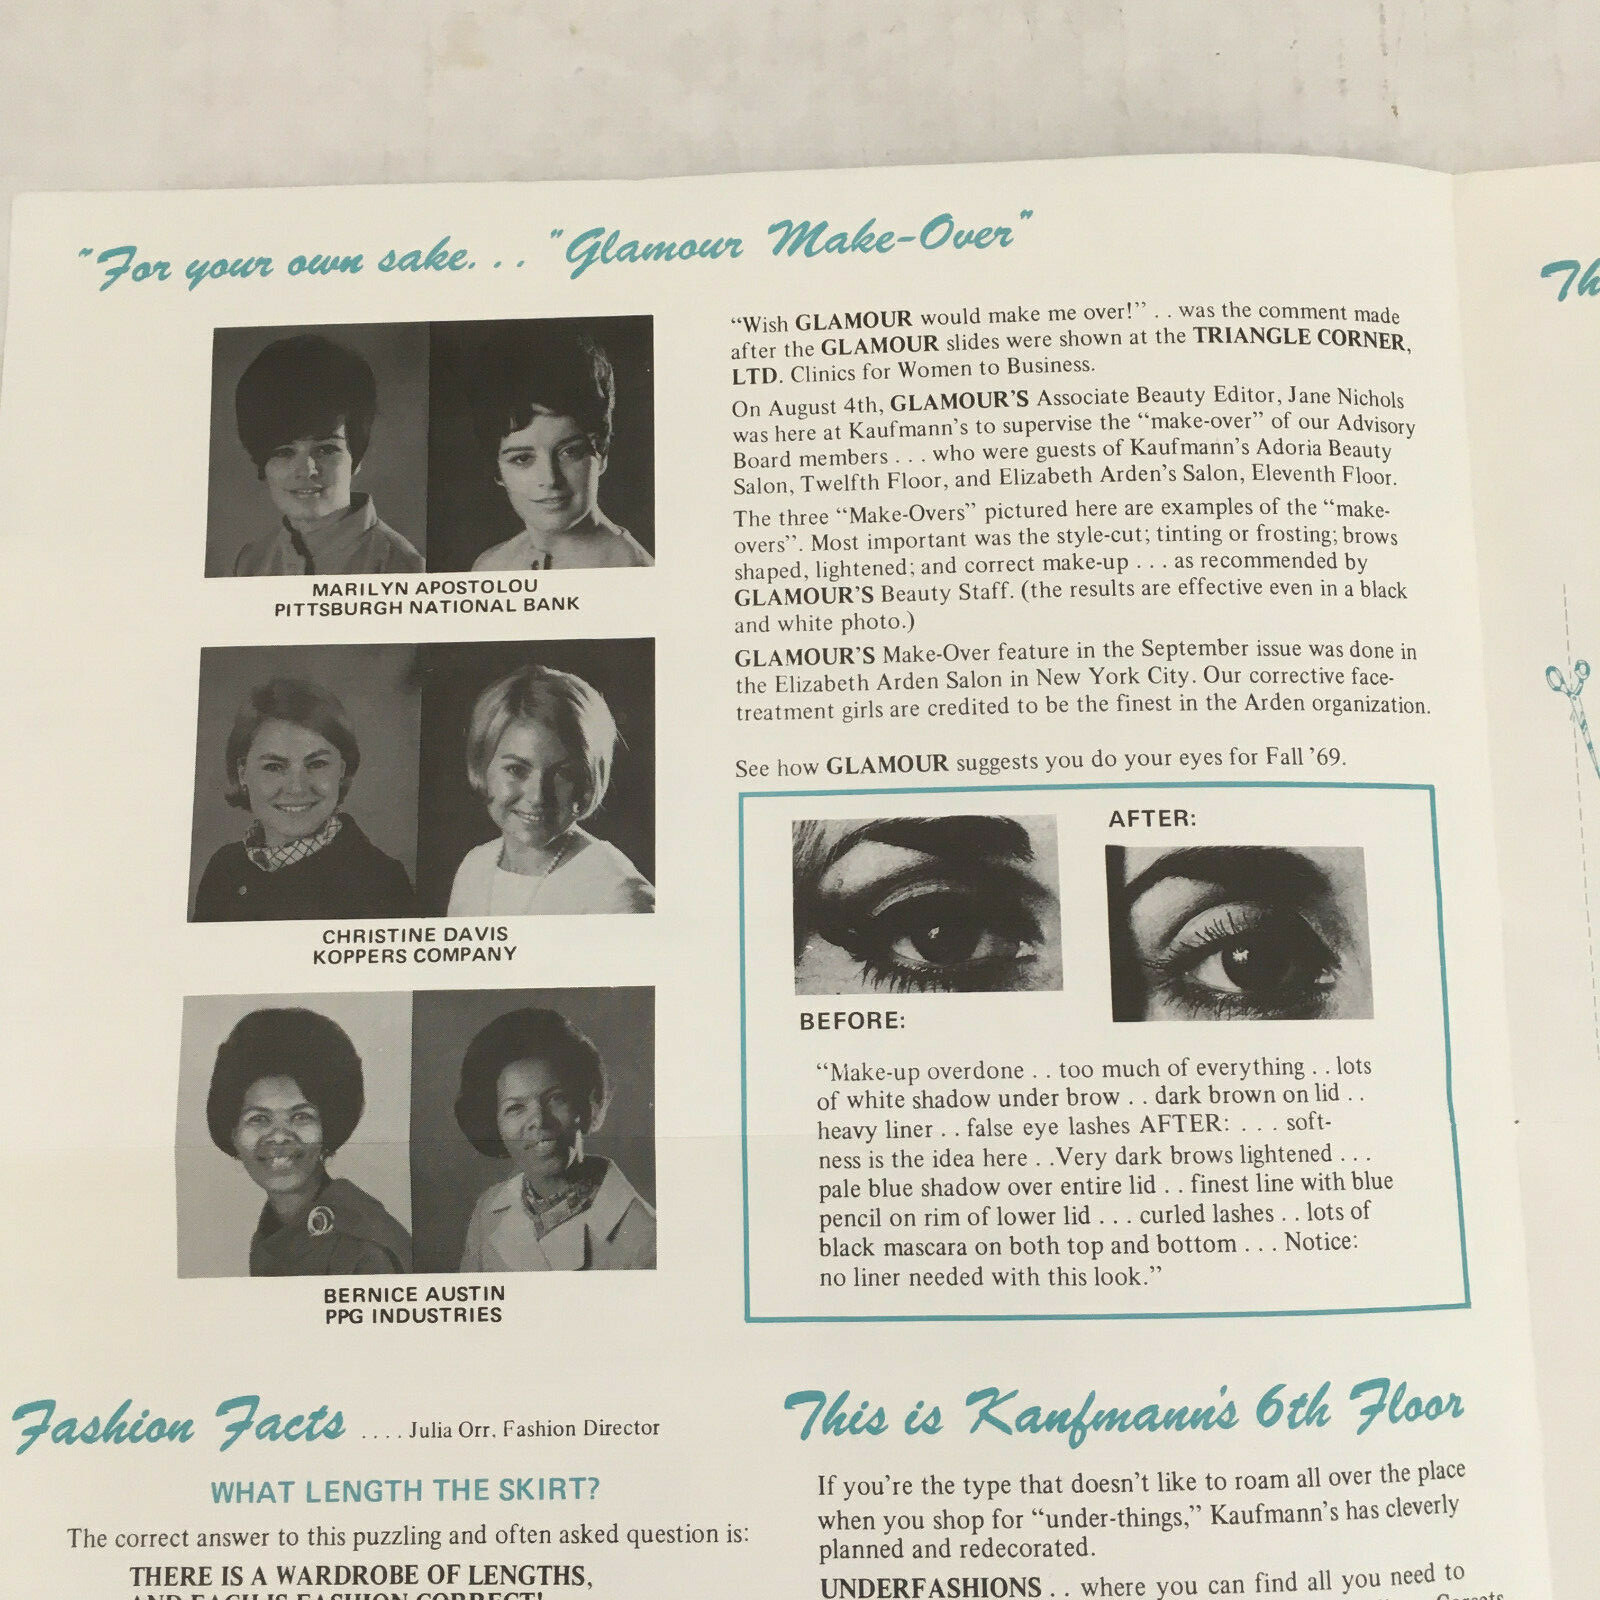 "For your own sake... "Glamour Make-Over"
MARILYN APOSTOLOU
PITTSBURGH NATIONAL BANK
CHRISTINE DAVIS
KOPPERS COMPANY
BERNICE AUSTIN
PPG INDUSTRIES
"Wish GLAMOUR would make me over!" . . was the comment made
after the GLAMOUR slides were shown at the TRIANGLE CORNER,
LTD. Clinics for Women to Business.
On August 4th, GLAMOUR'S Associate Beauty Editor, Jane Nichols
was here at Kaufmann's to supervise the "make-over" of our Advisory
Board members . . . who were guests of Kaufmann's Adoria Beauty
Salon, Twelfth Floor, and Elizabeth Arden's Salon, Eleventh Floor.
The three "Make-Overs" pictured here are examples of the "make-
overs". Most important was the style-cut; tinting or frosting; brows
shaped, lightened; and correct make-up . . . as recommended by
GLAMOUR'S Beauty Staff. (the results are effective even in a black
and white photo.)
GLAMOUR'S Make-Over feature in the September issue was done in
the Elizabeth Arden Salon in New York City. Our corrective face-
treatment girls are credited to be the finest in the Arden organization.
See how GLAMOUR suggests you do your eyes for Fall '69.
AFTER:
BEFORE:
"Make-up overdone . . too much of everything . . lots
of white shadow under brow . . dark brown on lid . .
heavy liner . . false eye lashes AFTER: . . . soft-
ness is the idea here . .Very dark brows lightened . . .
pale blue shadow over entire lid . . finest line with blue
pencil on rim of lower lid . . . curled lashes . . lots of
black mascara on both top and bottom . . . Notice:
no liner needed with this look."
Fashion Facts . . . . Julia Orr. Fashion Director
WHAT LENGTH THE SKIRT?
The correct answer to this puzzling and often asked question is:
THERE IS A WARDROBE OF LENGTHS,
AND EACH IS FASHION CORRECT!
This is Kaufmann's 6th Floor
If you're the type that doesn't like to roam all over the place
when you shop for "under-things," Kaufmann's has cleverly
planned and redecorated.
UNDERFASHIONS . . where you can find all you need to
Corsets
Th